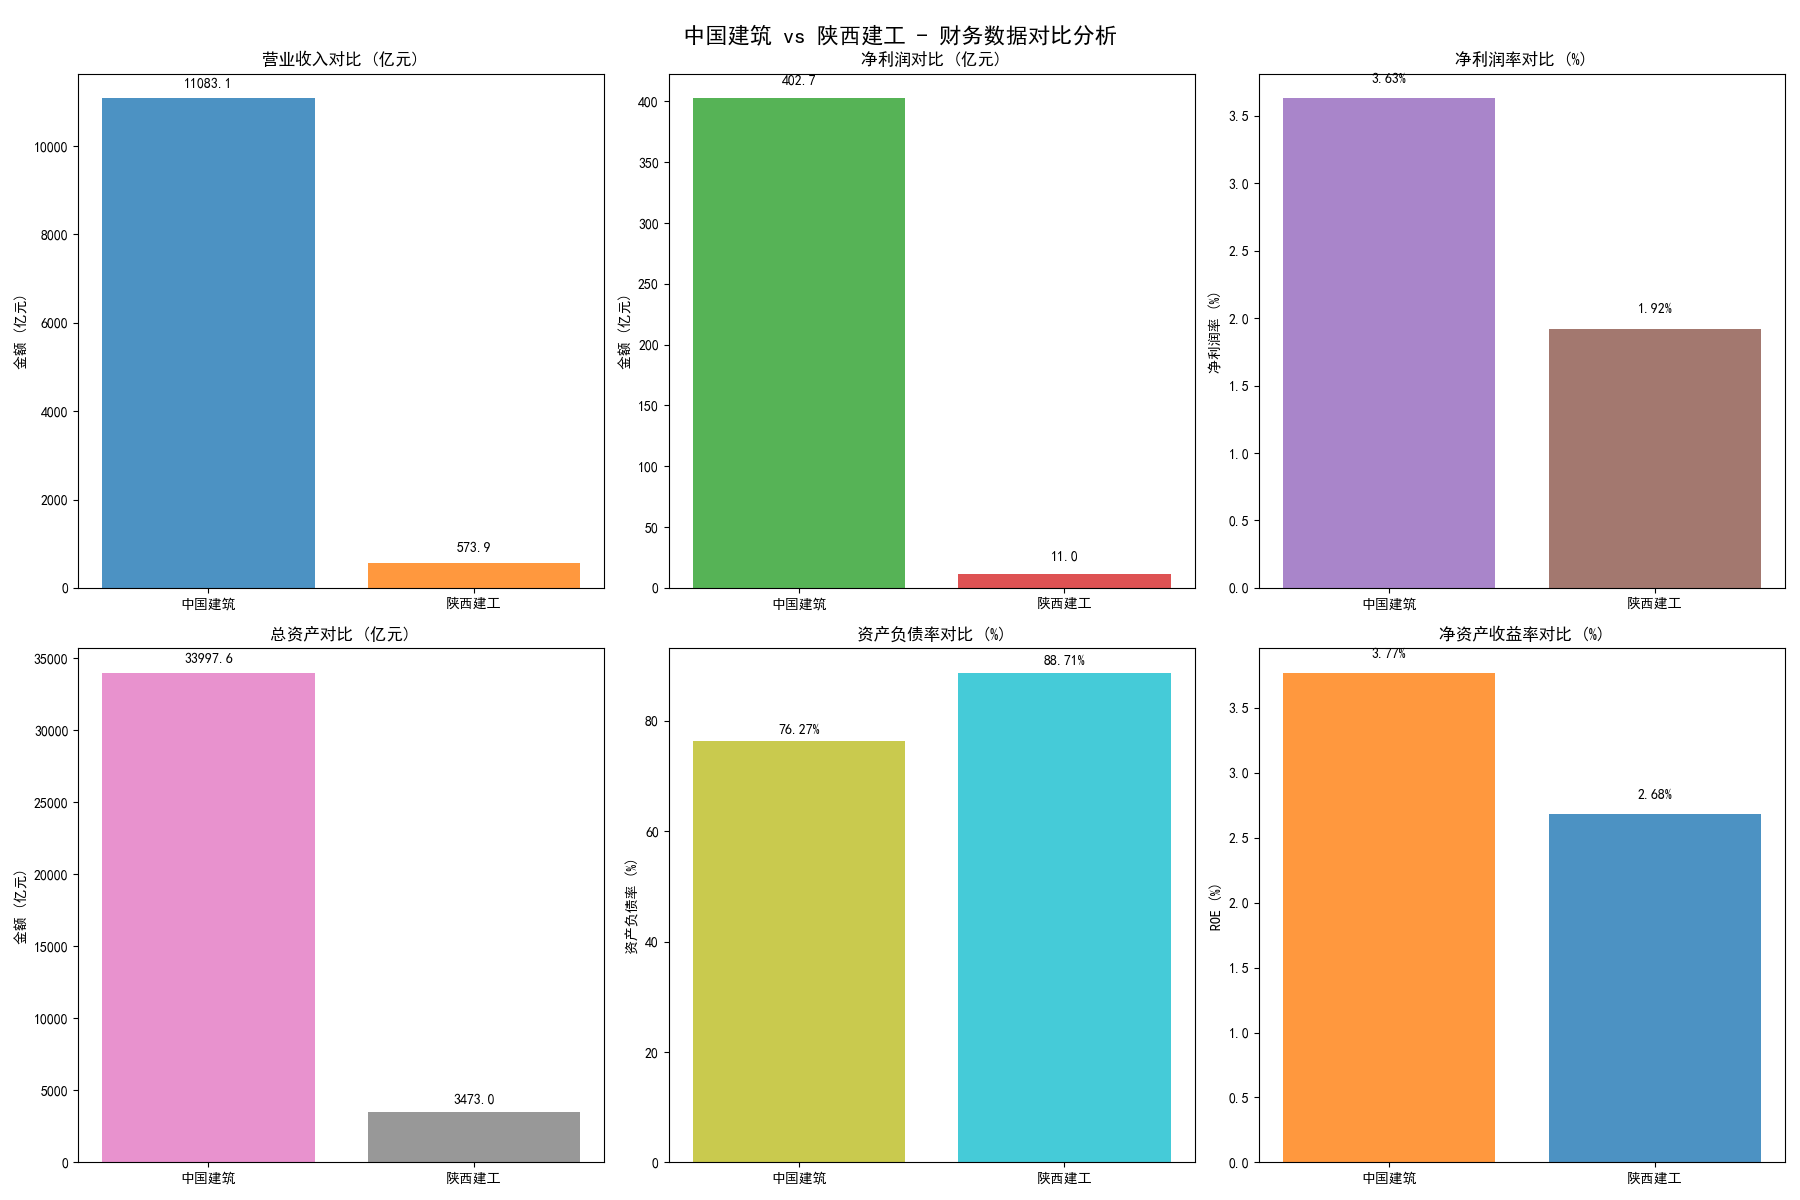 中国建筑 vs 陕西建工 - 财务数据对比分析
营业收入对比 (亿元)
11083.1
573.9
10000
8000
6000
4000
2000
0
金额 (亿元)
中国建筑
陕西建工
净利润对比 (亿元)
402.7
11.0
400
350
300
250
200
150
100
50
0
金额 (亿元)
中国建筑
陕西建工
净利润率对比 (%)
3.63%
1.92%
3.5
3.0
2.5
2.0
1.5
1.0
0.5
0.0
净利润率 (%)
中国建筑
陕西建工
总资产对比 (亿元)
33997.6
3473.0
35000
30000
25000
20000
15000
10000
5000
0
金额 (亿元)
中国建筑
陕西建工
资产负债率对比 (%)
76.27%
88.71%
80
60
40
20
0
资产负债率 (%)
中国建筑
陕西建工
净资产收益率对比 (%)
3.77%
2.68%
3.5
3.0
2.5
2.0
1.5
1.0
0.5
0.0
ROE (%)
中国建筑
陕西建工